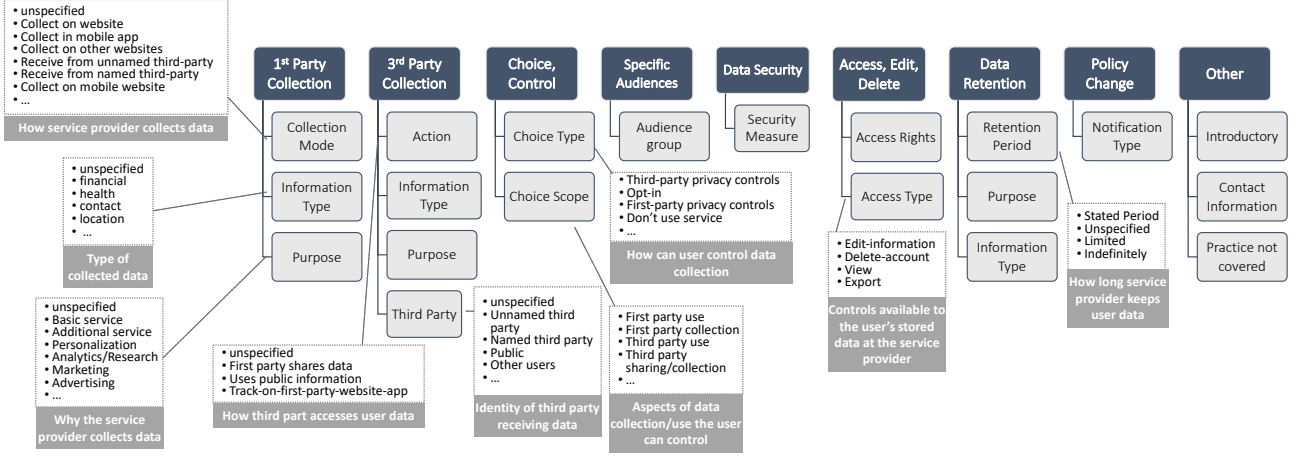 • unspecified
• Collect on website
• Collect in mobile app
• Collect on other websites
• Receive from unnamed third-party
• Receive from named third-party
• Collect on mobile website
• ...
How service provider collects data
1st Party
Collection
Collection
Mode
Information
Type
Purpose
• unspecified
• financial
• health
• contact
• location
• ...
Type of
collected data
• unspecified
• Basic service
• Additional service
• Personalization
• Analytics/Research
• Marketing
• Advertising
• ...
Why the service
provider collects data
3rd Party
Collection
Action
Information
Type
Purpose
Third Party
• unspecified
• First party shares data
• Uses public information
• Track-on-first-party-website-app
How third part accesses user data
• unspecified
• Unnamed third
party
• Named third party
• Public
• Other users
• ...
Identity of third party
receiving data
Choice,
Control
Choice Type
Choice Scope
• Third-party privacy controls
• Opt-in
• First-party privacy controls
• Don't use service
• ...
How can user control data
collection
• First party use
• First party collection
• Third party use
• Third party
sharing/collection
• ...
Aspects of data
collection/use the user
can control
Specific
Audiences
Audience
group
Data Security
Security
Measure
Access, Edit,
Delete
Access Rights
Access Type
• Edit-information
• Delete-account
• View
• Export
Controls available to
the user's stored
data at the service
provider
Data
Retention
Retention
Period
Purpose
Information
Type
• Stated Period
• Unspecified
• Limited
• Indefinitely
How long service
provider keeps
user data
Policy
Change
Notification
Type
Other
Introductory
Contact
Information
Practice not
covered